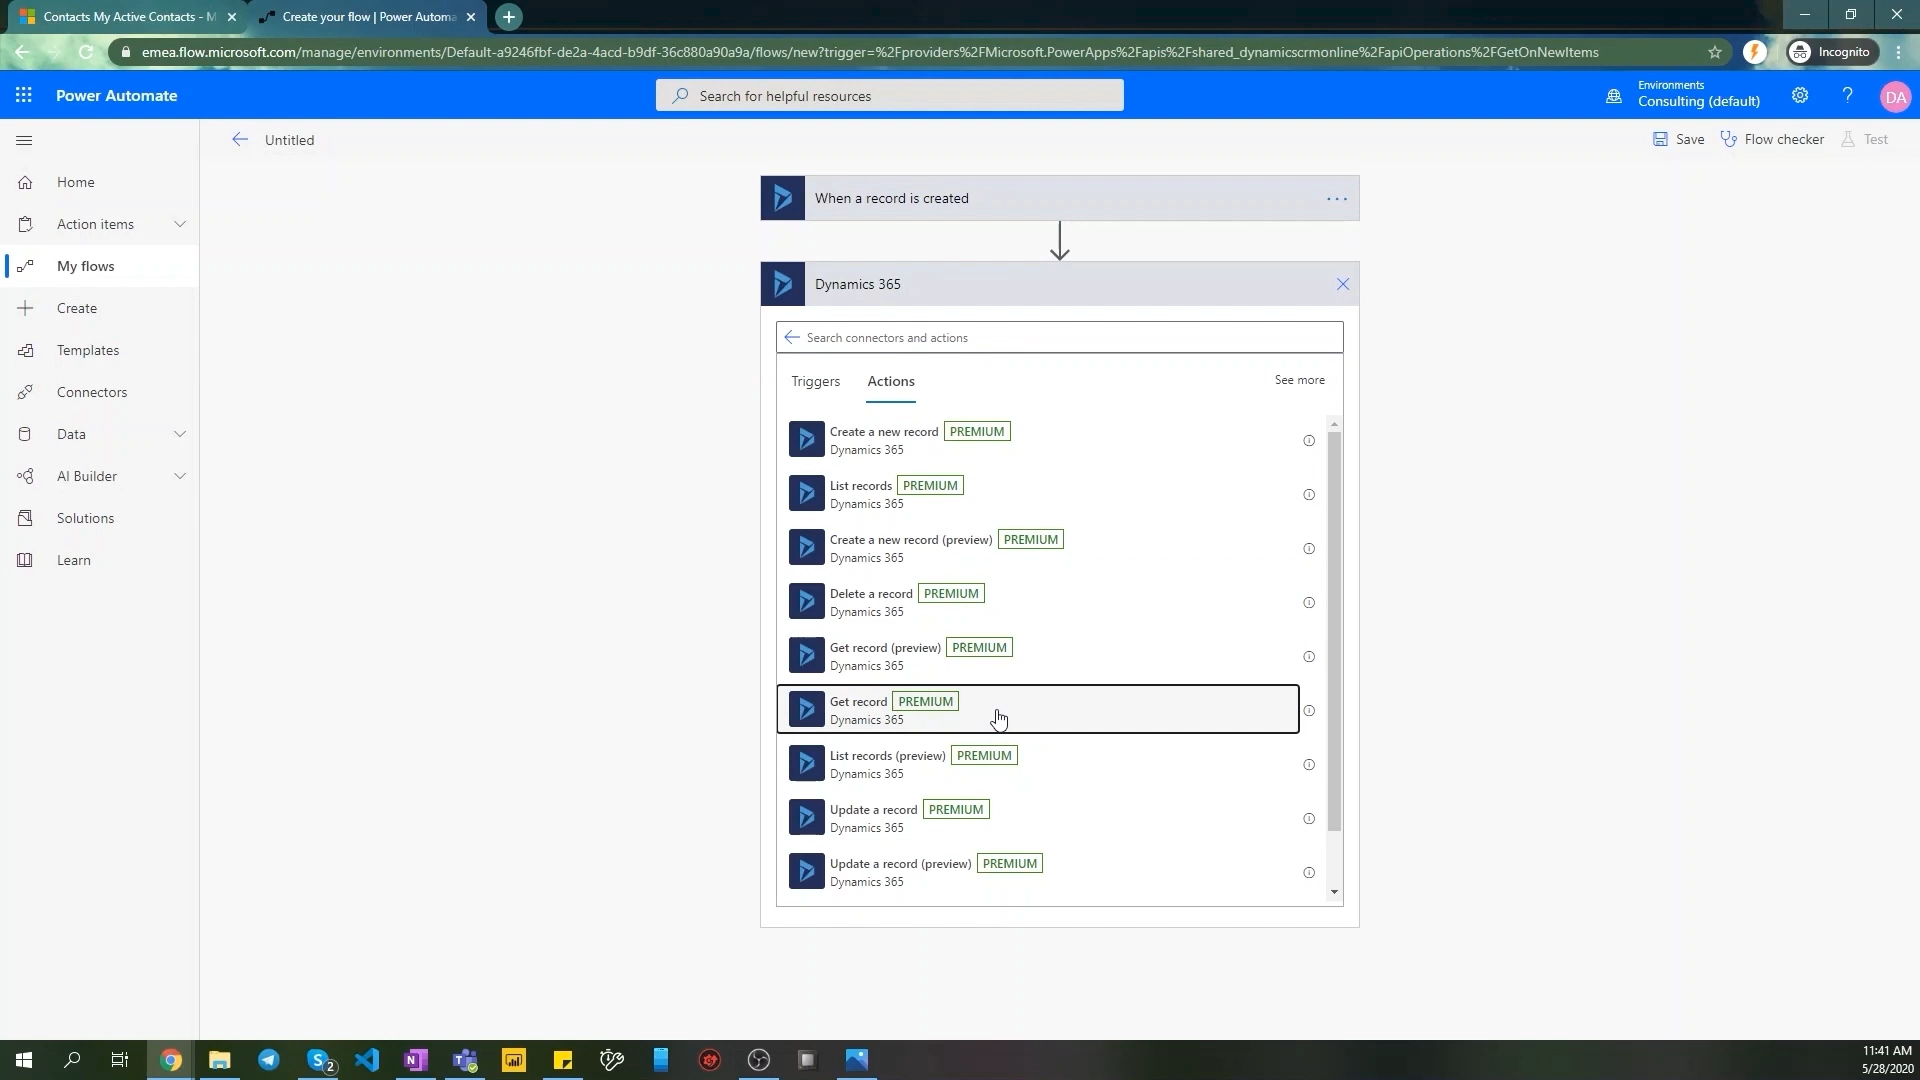 Contacts My Active Contacts - M
Create your flow | Power Automa
emea.flow.microsoft.com/manage/environments/Default-a9246fbf-de2a-4acd-b9df-36c880a90a9a/flows/new?trigger=%2Fproviders%2FMicrosoft.PowerApps%2Fapis%2Fshared_dynamicscrmonline%2FapiOperations%2FGetOnNewItems
Incognito
Power Automate
Search for helpful resources
Environments
Consulting (default)
?
DA
Untitled
Save
Flow checker
Test
Home
Action items
My flows
Create
Templates
Connectors
Data
AI Builder
Solutions
Learn
When a record is created
Dynamics 365
Search connectors and actions
Triggers
Actions
See more
Create a new record PREMIUM
Dynamics 365
List records PREMIUM
Dynamics 365
Create a new record (preview) PREMIUM
Dynamics 365
Delete a record PREMIUM
Dynamics 365
Get record (preview) PREMIUM
Dynamics 365
Get record PREMIUM
Dynamics 365
List records (preview) PREMIUM
Dynamics 365
Update a record PREMIUM
Dynamics 365
Update a record (preview) PREMIUM
Dynamics 365
2
11:41 AM
5/28/2020